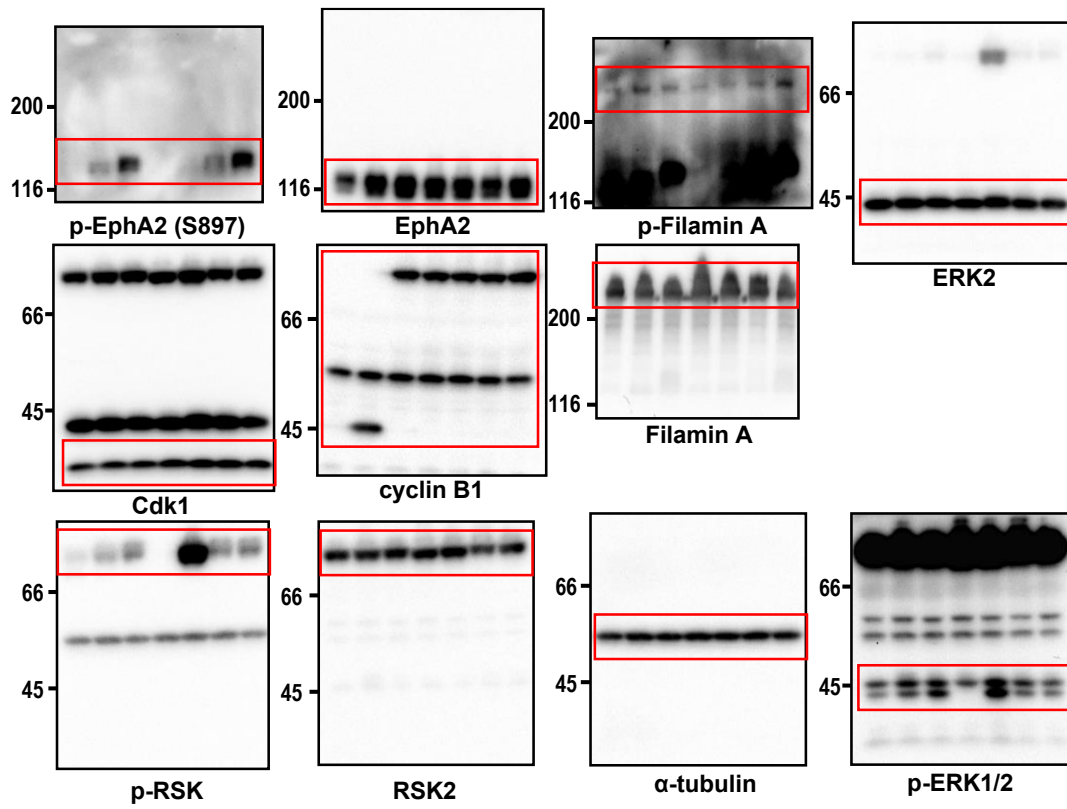 200
116
p-EphA2 (S897)
200
116
EphA2
200
116
p-Filamin A
66
45
ERK2
66
45
Cdk1
66
45
cyclin B1
200
116
Filamin A
66
45
p-RSK
66
45
RSK2
45
α-tubulin
66
45
p-ERK1/2